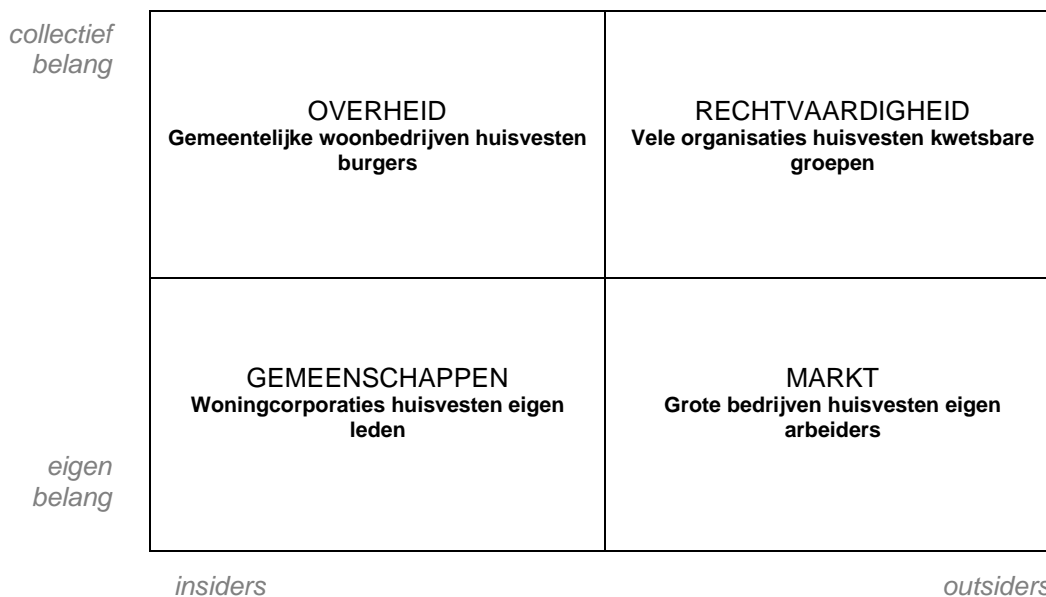 collectief
belang
OVERHEID
Gemeentelijke woonbedrijven huisvesten
burgers
RECHTVAARDIGHEID
Vele organisaties huisvesten kwetsbare
groepen
GEMEENSCHAPPEN
Woningcorporaties huisvesten eigen
leden
MARKT
Grote bedrijven huisvesten eigen
arbeiders
eigen
belang
insiders
outsiders